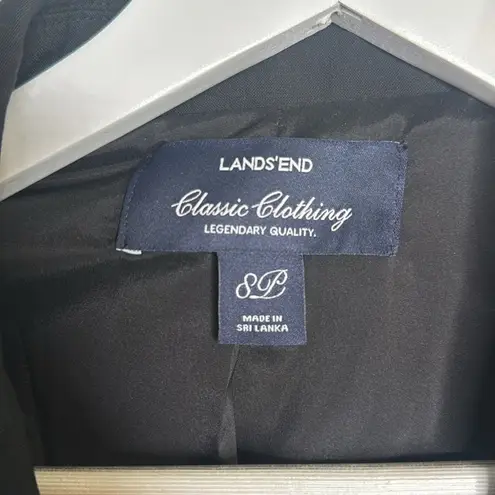 LANDS'END
Classic Clothing
LEGENDARY QUALITY.
8P
MADE IN
SRI LANKA